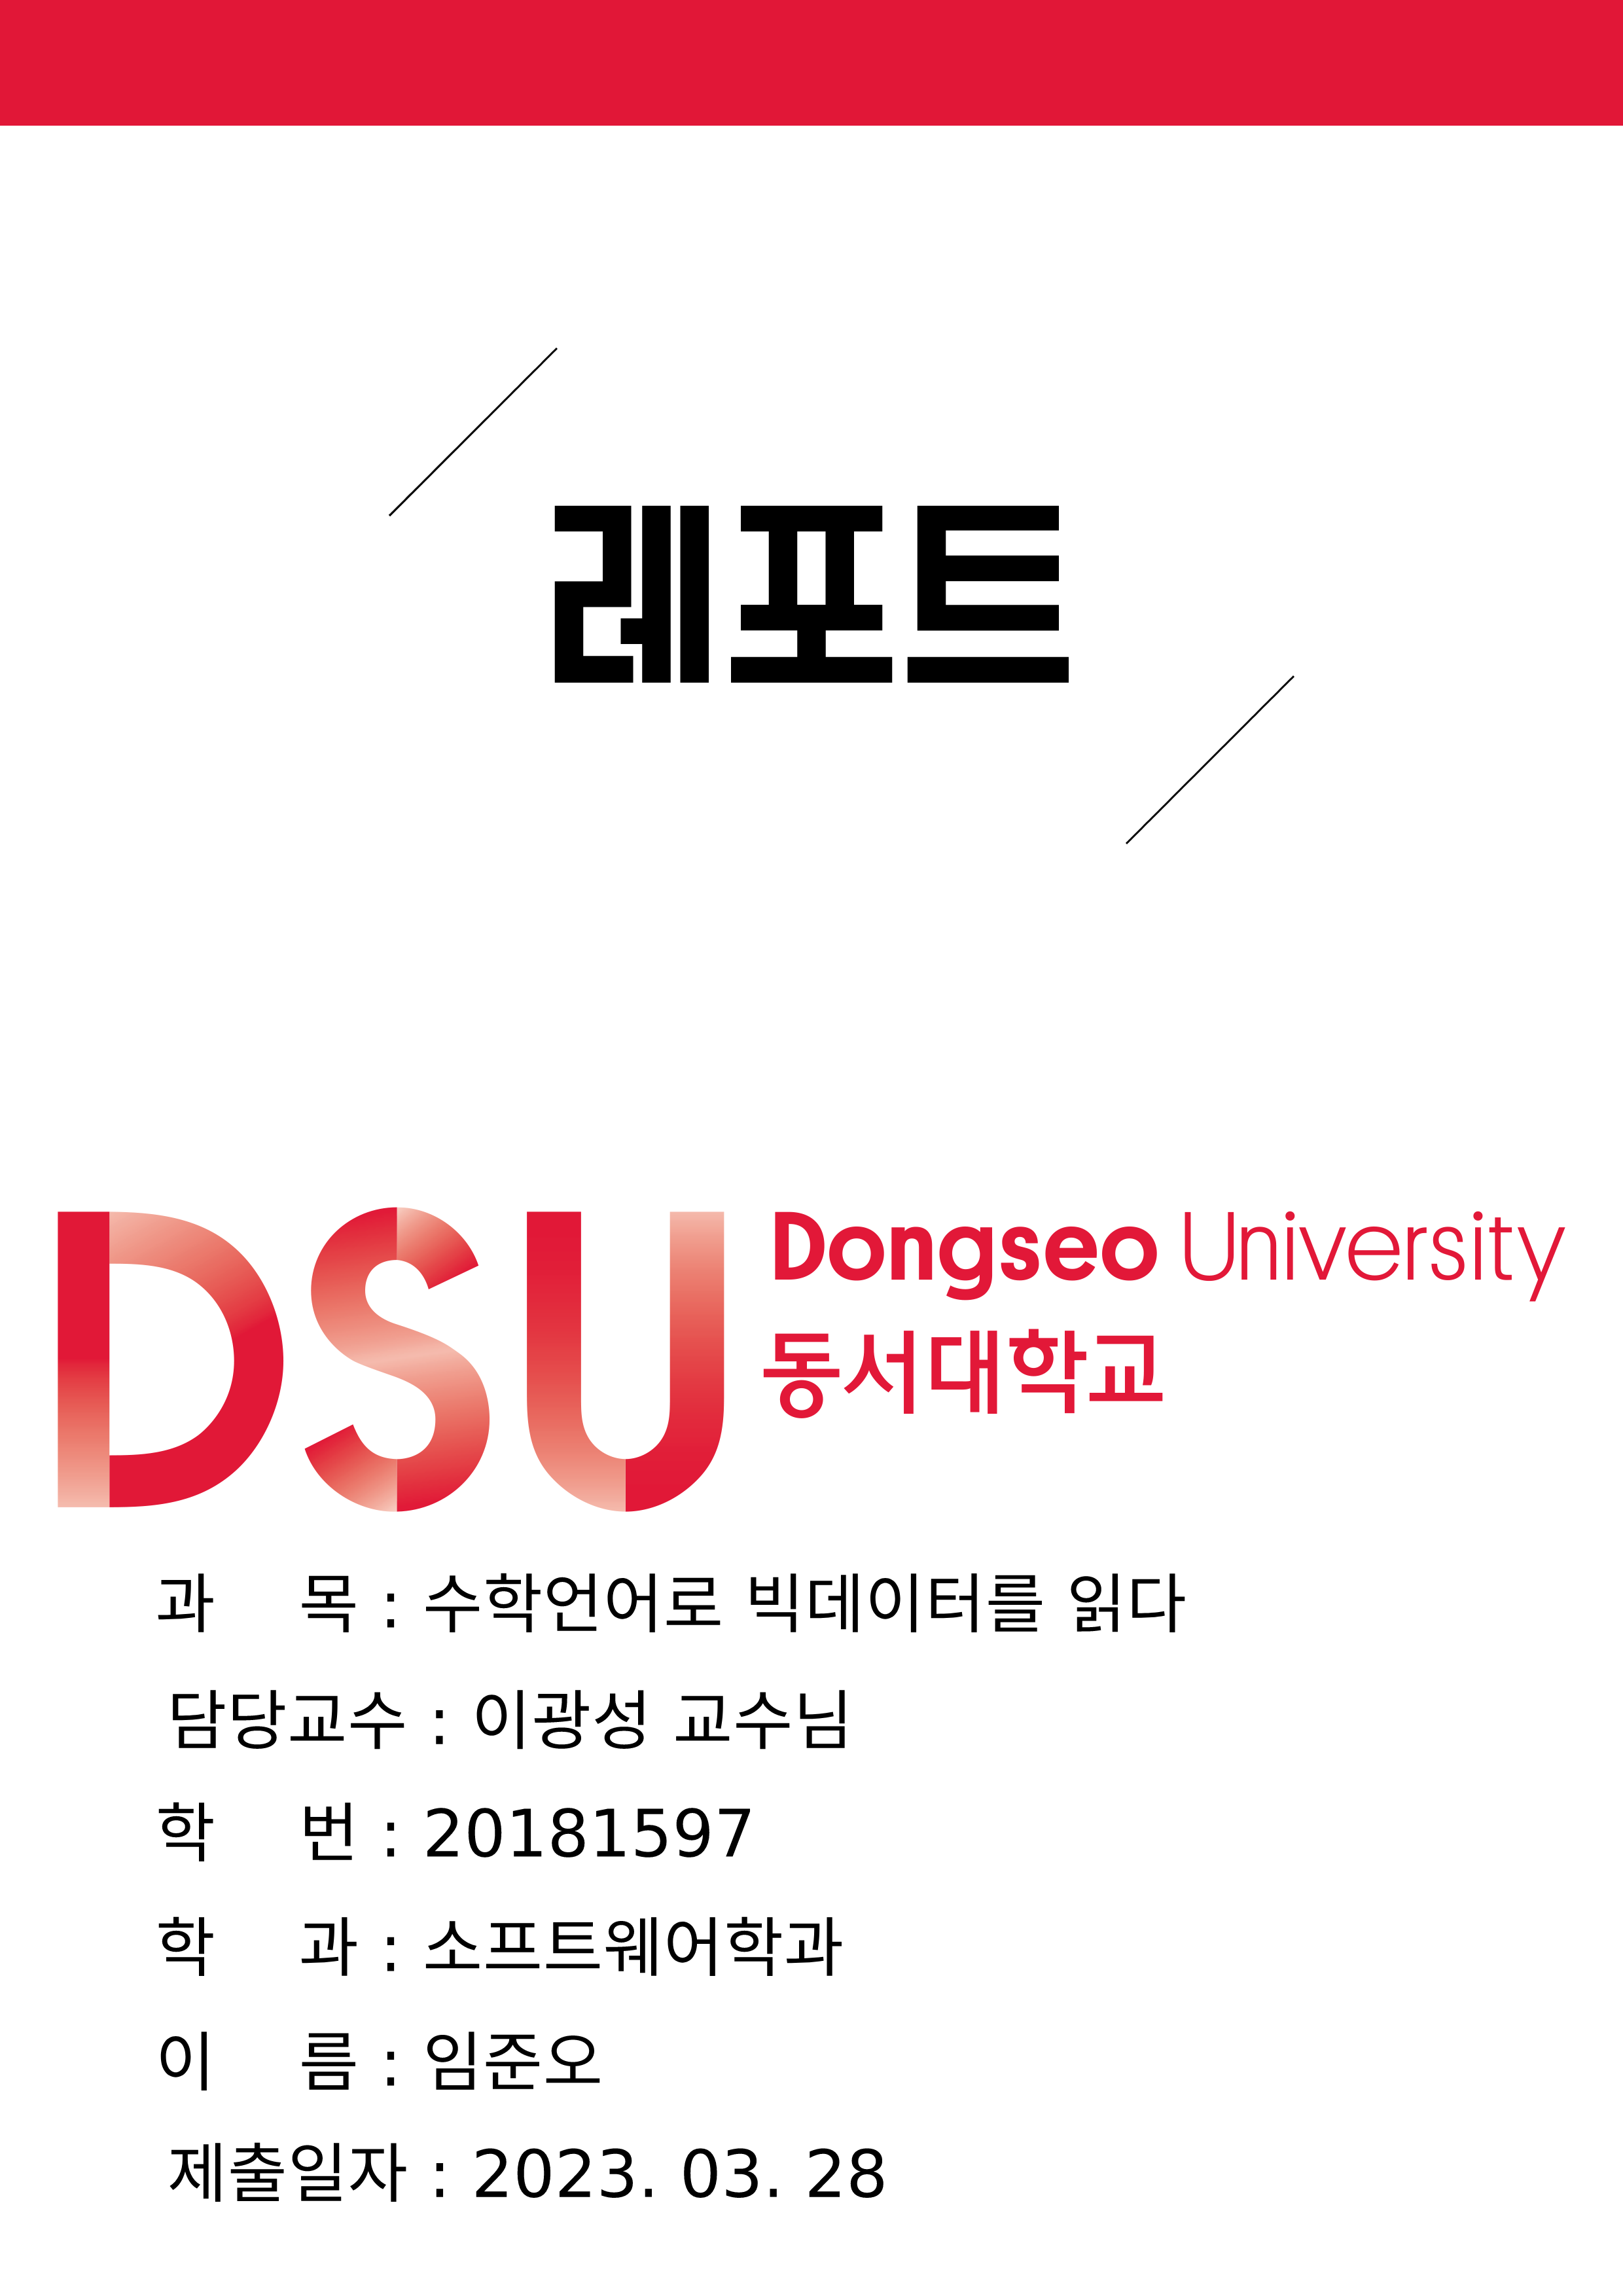 레포트
DSU
Dongseo University
동서대학교
과 목 : 수학언어로 빅데이터를 읽다
담당교수 : 이광성 교수님
학 번 : 20181597
학 과 : 소프트웨어학과
이 름 : 임준오
제출일자 : 2023. 03. 28